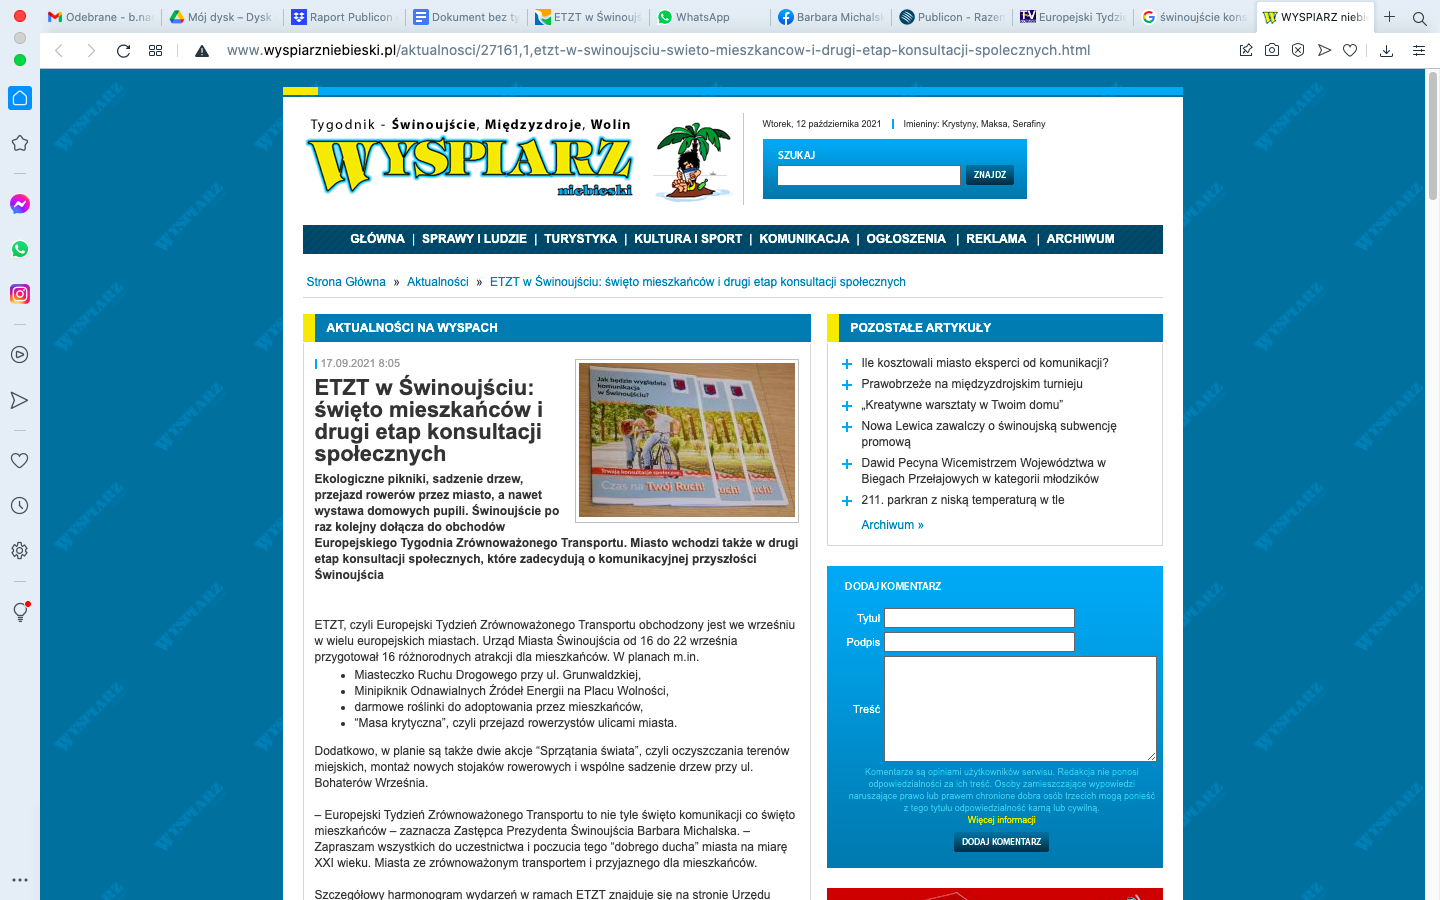 Odebrane - b.na
Mój dysk – Dysk
Raport Publicon
Dokument bez ty
ETZT w Świnouj
WhatsApp
Barbara Michals
Publicon - Razem
Europejski Tydzi
świnoujście kons
WYSPIARZ niebie
www.wyspiarzniebieski.pl/aktualnosci/27161,1,etzt-w-swinoujsciu-swieto-mieszkancow-i-drugi-etap-konsultacji-spolecznych.html
Tygodnik - Świnoujście, Międzyzdroje, Wolin
WYSPIARZ
niebieski
Wtorek, 12 października 2021
Imieniny: Krystyny, Maksa, Serafiny
SZUKAJ
ZNAJDZ
GŁÓWNA | SPRAWY I LUDZIE | TURYSTYKA | KULTURA I SPORT | KOMUNIKACJA | OGŁOSZENIA | REKLAMA | ARCHIWUM
Strona Główna » Aktualności » ETZT w Świnoujściu: święto mieszkańców i drugi etap konsultacji społecznych
AKTUALNOŚCI NA WYSPACH
17.09.2021 8:05
ETZT w Świnoujściu:
święto mieszkańców i
drugi etap konsultacji
społecznych
Jak będzie wyglądała
komunikacja
w Świnoujściu?
Trwają konsultacje społeczne
Czas na Twój Ruch!
Ruch!
Ruch!
Ekologiczne pikniki, sadzenie drzew,
przejazd rowerów przez miasto, a nawet
wystawa domowych pupili. Świnoujście po
raz kolejny dołącza do obchodów
Europejskiego Tygodnia Zrównoważonego Transportu. Miasto wchodzi także w drugi
etap konsultacji społecznych, które zadecydują o komunikacyjnej przyszłości
Świnoujścia
ETZT, czyli Europejski Tydzień Zrównoważonego Transportu obchodzony jest we wrześniu
w wielu europejskich miastach. Urząd Miasta Świnoujścia od 16 do 22 września
przygotował 16 różnorodnych atrakcji dla mieszkańców. W planach m.in.
• Miasteczko Ruchu Drogowego przy ul. Grunwaldzkiej,
• Minipiknik Odnawialnych Źródeł Energii na Placu Wolności,
• darmowe roślinki do adoptowania przez mieszkańców,
• “Masa krytyczna”, czyli przejazd rowerzystów ulicami miasta.
Dodatkowo, w planie są także dwie akcje “Sprzątania świata”, czyli oczyszczania terenów
miejskich, montaż nowych stojaków rowerowych i wspólne sadzenie drzew przy ul.
Bohaterów Września.
– Europejski Tydzień Zrównoważonego Transportu to nie tyle święto komunikacji co święto
mieszkańców – zaznacza Zastępca Prezydenta Świnoujścia Barbara Michalska. –
Zapraszam wszystkich do uczestnictwa i poczucia tego “dobrego ducha” miasta na miarę
XXI wieku. Miasta ze zrównoważonym transportem i przyjaznego dla mieszkańców.
Szczegółowy harmonogram wydarzeń w ramach ETZT znajduje się na stronie Urzędu
POZOSTAŁE ARTYKUŁY
Ile kosztowali miasto eksperci od komunikacji?
Prawobrzeże na międzyzdrojskim turnieju
„Kreatywne warsztaty w Twoim domu”
Nowa Lewica zawalczy o świnoujską subwencję
promową
Dawid Pecyna Wicemistrzem Województwa w
Biegach Przełajowych w kategorii młodzików
211. parkran z niską temperaturą w tle
Archiwum »
DODAJ KOMENTARZ
Tytuł
Podpis
Treść
Komentarze są opiniami użytkowników serwisu. Redakcja nie ponosi
odpowiedzialności za ich treść. Osoby zamieszczające wypowiedzi
naruszające prawo lub prawem chronione dobra osób trzecich mogą ponieść
z tego tytułu odpowiedzialność karną lub cywilną.
Więcej informacji
DODAJ KOMENTARZ